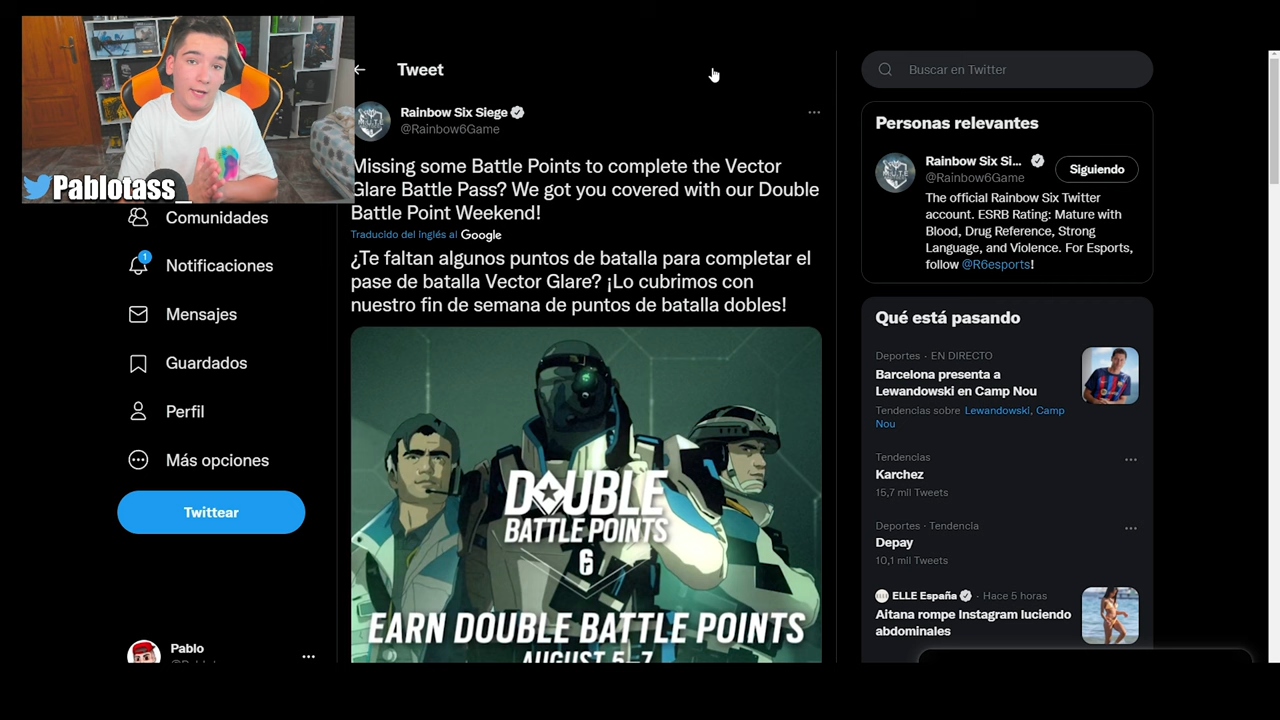 Pablotass_
Comunidades
Notificaciones
1
Mensajes
Guardados
Perfil
Más opciones
Twittear
Pablo
Tweet
Rainbow Six Siege
@Rainbow6Game
Missing some Battle Points to complete the Vector
Glare Battle Pass? We got you covered with our Double
Battle Point Weekend!
Traducido del inglés al Google
¿Te faltan algunos puntos de batalla para completar el
pase de batalla Vector Glare? ¡Lo cubrimos con
nuestro fin de semana de puntos de batalla dobles!
DOUBLE
BATTLE POINTS
6
EARN DOUBLE BATTLE POINTS
AUGUST 5-7
Buscar en Twitter
Personas relevantes
Rainbow Six Si...
@Rainbow6Game
Siguiendo
The official Rainbow Six Twitter
account. ESRB Rating: Mature with
Blood, Drug Reference, Strong
Language, and Violence. For Esports,
follow @R6esports!
Qué está pasando
Deportes · EN DIRECTO
Barcelona presenta a
Lewandowski en Camp Nou
Tendencias sobre Lewandowski, Camp
Nou
Tendencias
Karchez
15,7 mil Tweets
Deportes · Tendencia
Depay
10,1 mil Tweets
ELLE España · Hace 5 horas
Aitana rompe Instagram luciendo
abdominales